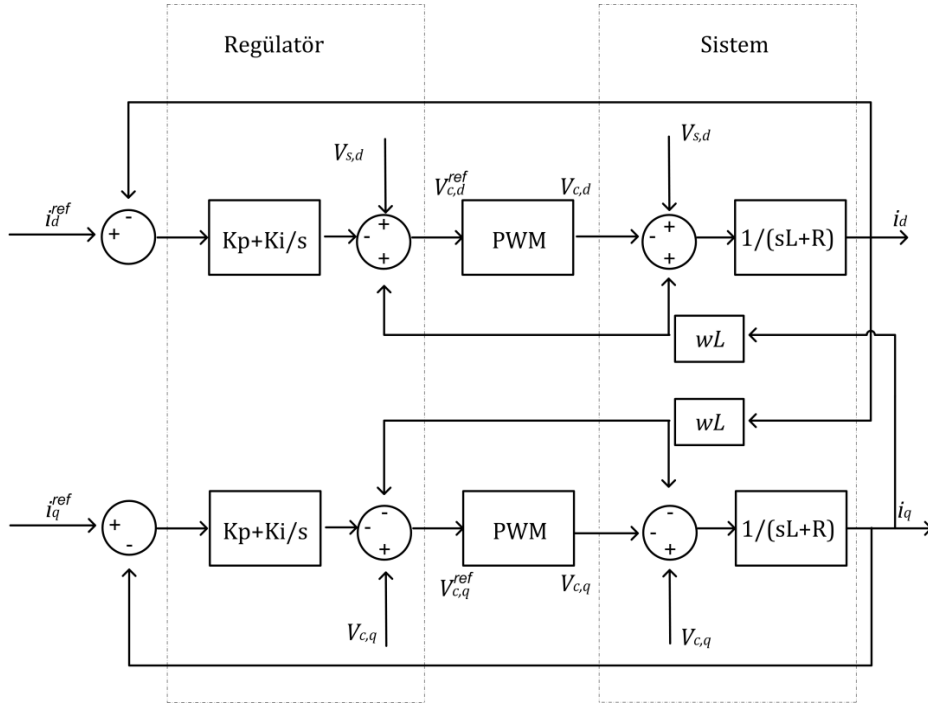 Regülatör
Sistem
V_{s,d}
V_{s,d}
V_{c,d}^{ref}
V_{c,d}
i_d^{ref}
-
+
Kp+Ki/s
-
+
+
PWM
-
+
+
1/(sL+R)
i_d
wL
wL
i_q^{ref}
+
-
Kp+Ki/s
-
-
+
PWM
-
-
+
1/(sL+R)
i_q
V_{c,q}^{ref}
V_{c,q}
V_{c,q}
V_{c,q}